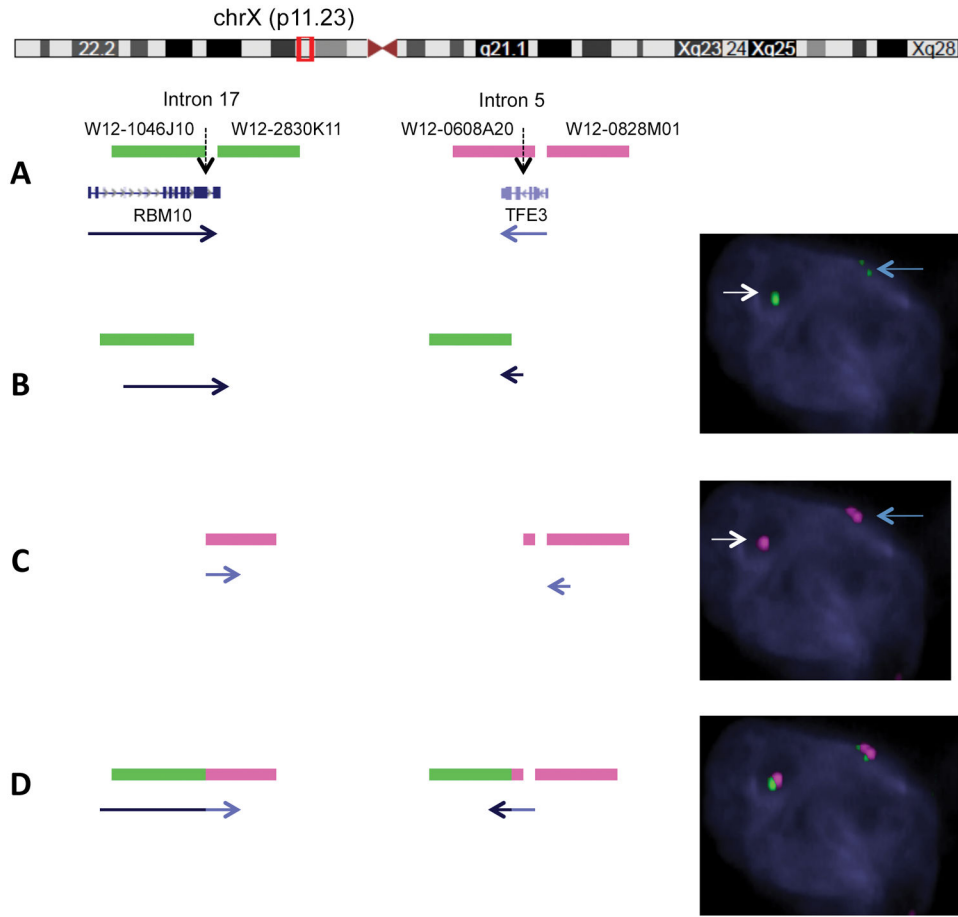 chrX (p11.23)
22.2 q21.1 Xq23 24 Xq25 Xq28
Intron 17 Intron 5
W12-1046J10 W12-2830K11 W12-0608A20 W12-0828M01
A
RBM10 TFE3
B
C
D